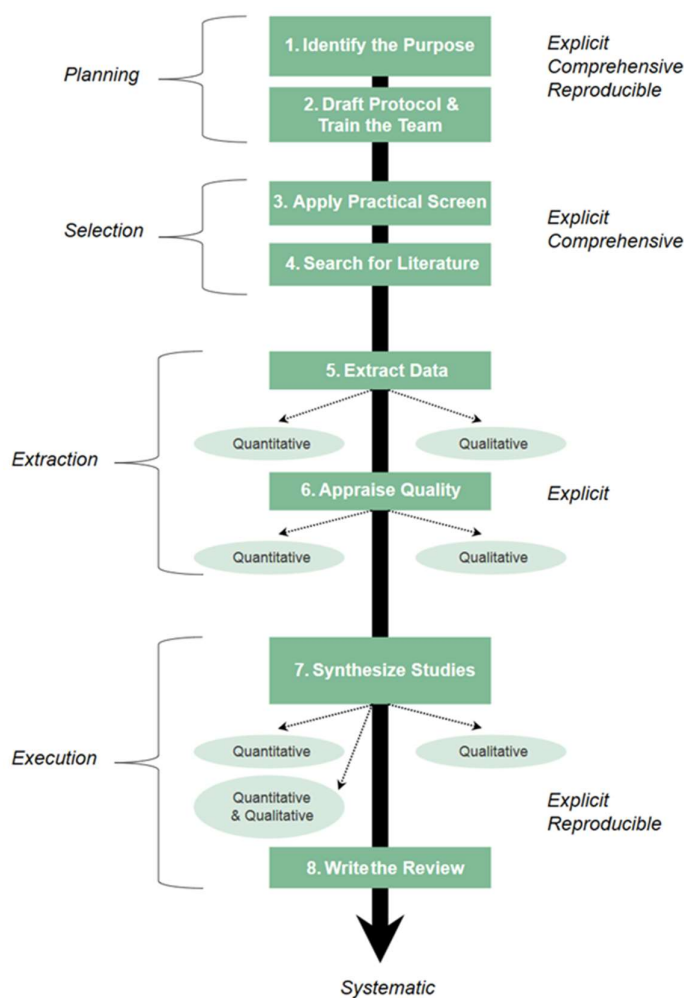 1. Identify the Purpose
Planning
Explicit
Comprehensive
Reproducible
2. Draft Protocol &
Train the Team
3. Apply Practical Screen
Selection
Explicit
Comprehensive
4. Search for Literature
5. Extract Data
Quantitative
Qualitative
Extraction
6. Appraise Quality
Explicit
Quantitative
Qualitative
7. Synthesize Studies
Quantitative
Qualitative
Execution
Quantitative
& Qualitative
Explicit
Reproducible
8. Write the Review
Systematic